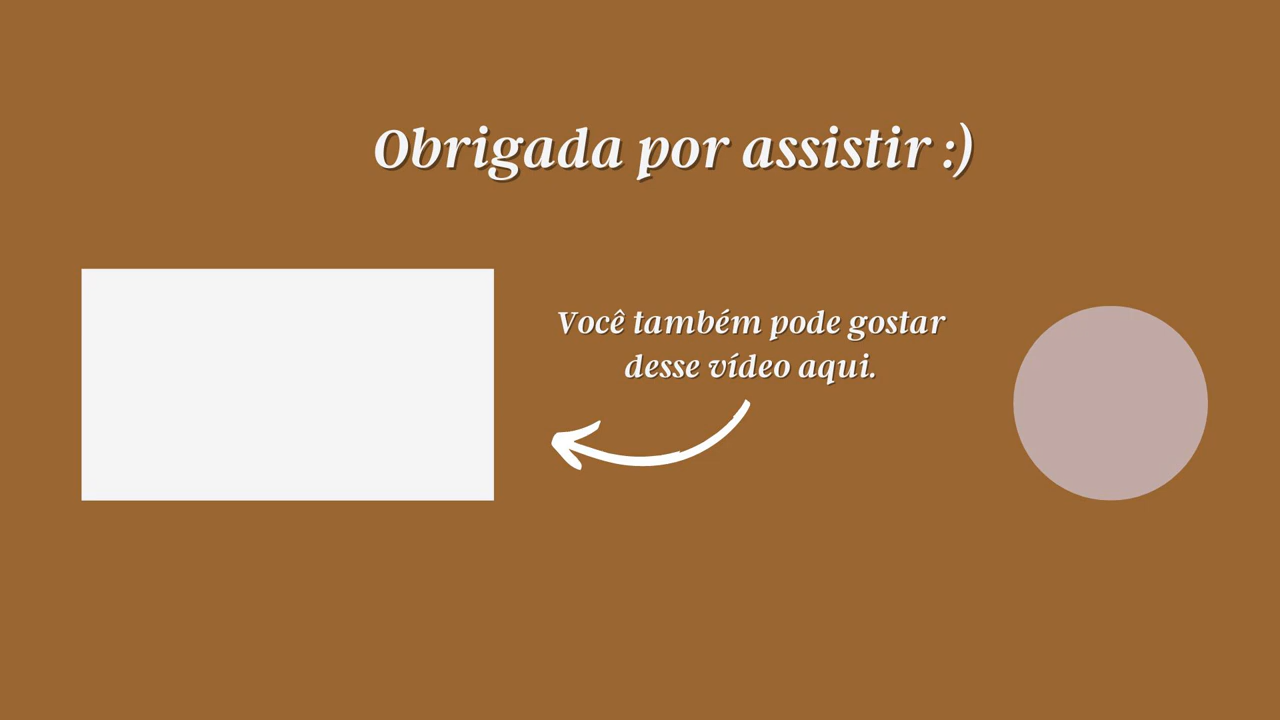 Obrigada por assistir :)
Você também pode gostar
desse vídeo aqui.